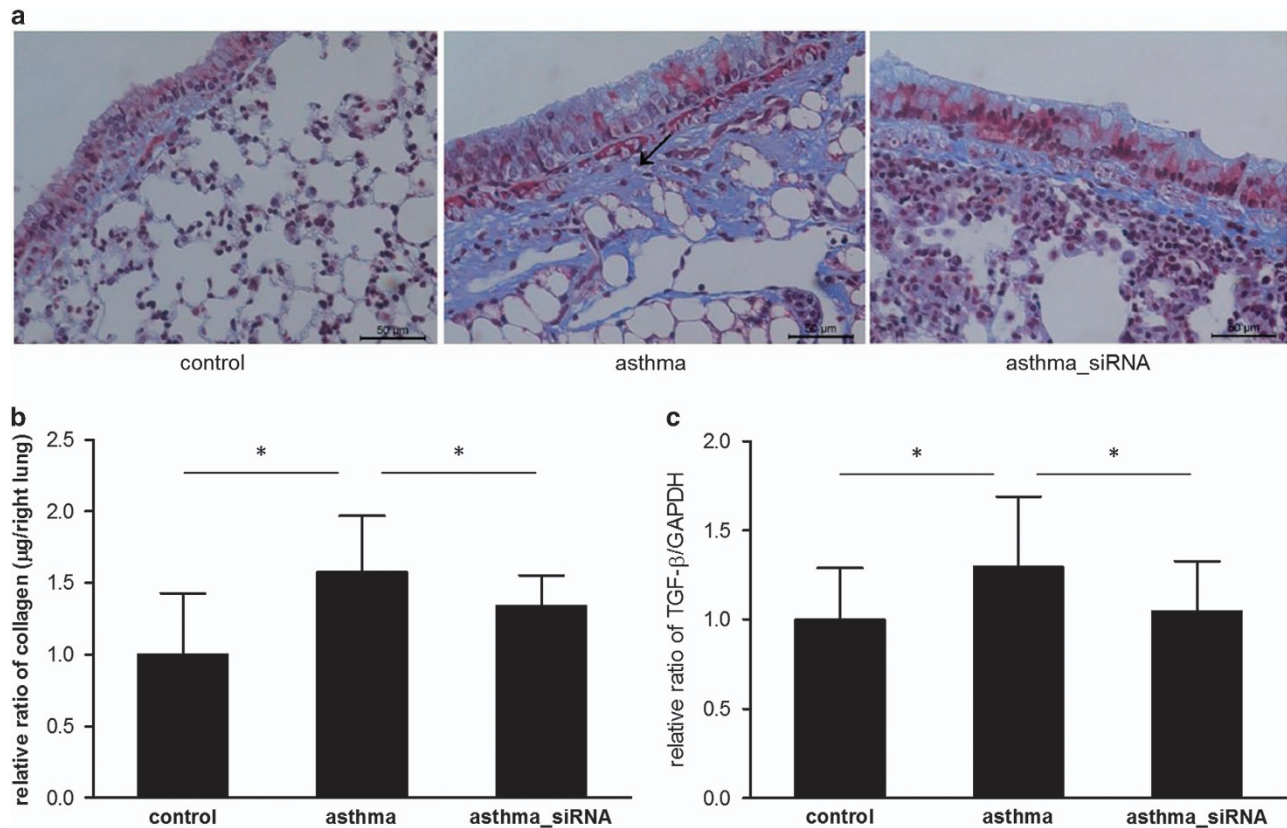 a
50 µm
50 µm
50 µm
control
asthma
asthma_siRNA
b
relative ratio of collagen (µg/right lung)
2.5
2.0
1.5
1.0
0.5
0.0
*
*
control
asthma
asthma_siRNA
c
relative ratio of TGF-β/GAPDH
2.0
1.5
1.0
0.5
0.0
*
*
control
asthma
asthma_siRNA